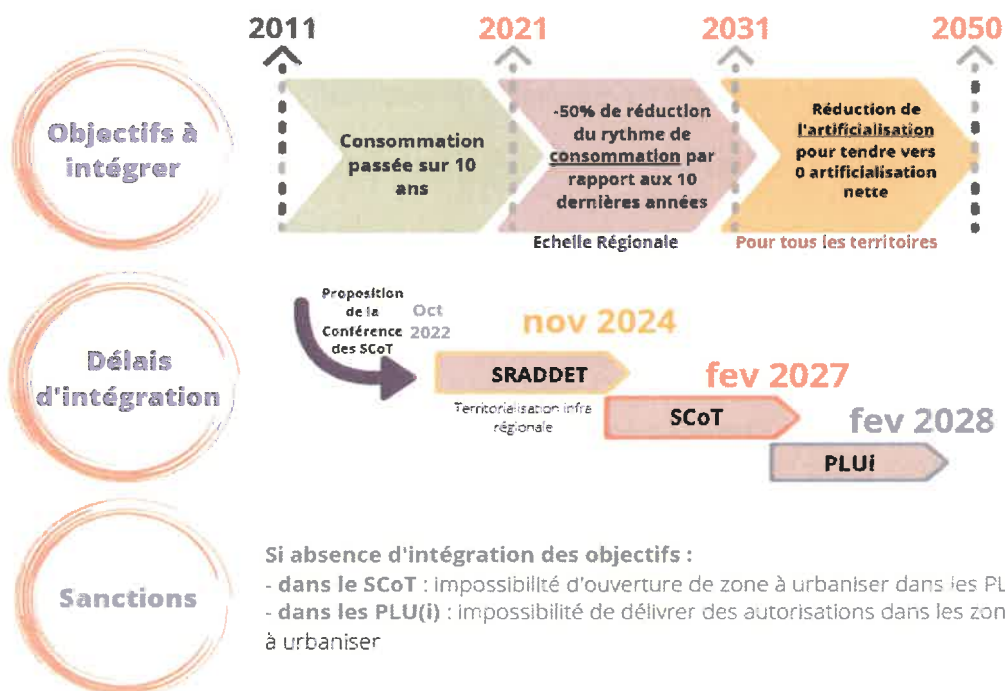 2011
2021
2031
2050
Objectifs à
intégrer
Consommation
passée sur 10
ans
-50% de réduction
du rythme de
consommation par
rapport aux 10
dernières années
Réduction de
l'artificialisation
pour tendre vers
0 artificialisation
nette
Echelle Régionale
Pour tous les territoires
Délais
d'intégration
Proposition
de la
Conférence
des SCoT
Oct
2022
nov 2024
SRADDET
Territorialisation infra
régionale
fev 2027
SCoT
fev 2028
PLUi
Sanctions
Si absence d'intégration des objectifs :
- dans le SCoT : impossibilité d'ouverture de zone à urbaniser dans les PL
- dans les PLU(i) : impossibilité de délivrer des autorisations dans les zon
à urbaniser